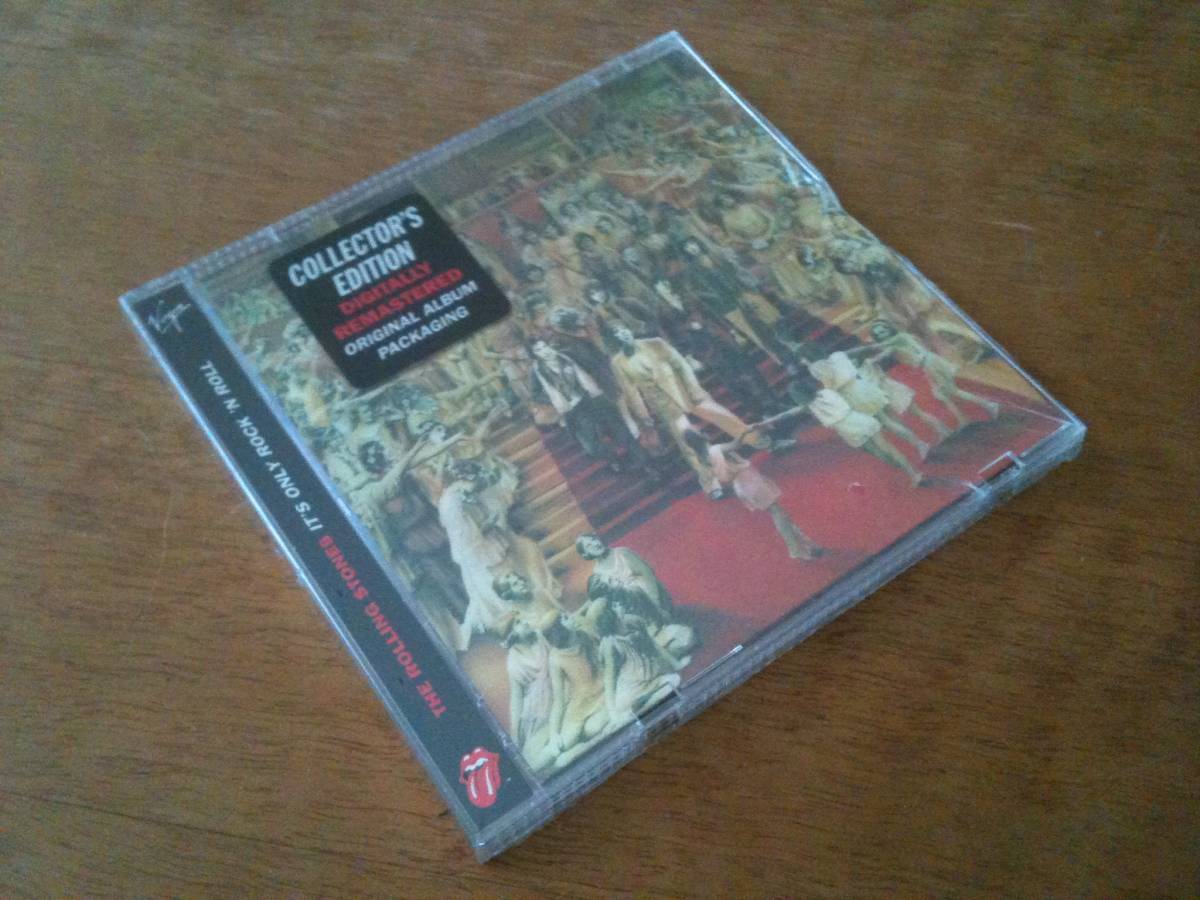 COLLECTOR'S
EDITION
DIGITALLY
REMASTERED
ORIGINAL ALBUM
PACKAGING
Virgin
THE ROLLING STONES IT'S ONLY ROCK 'N ROLL